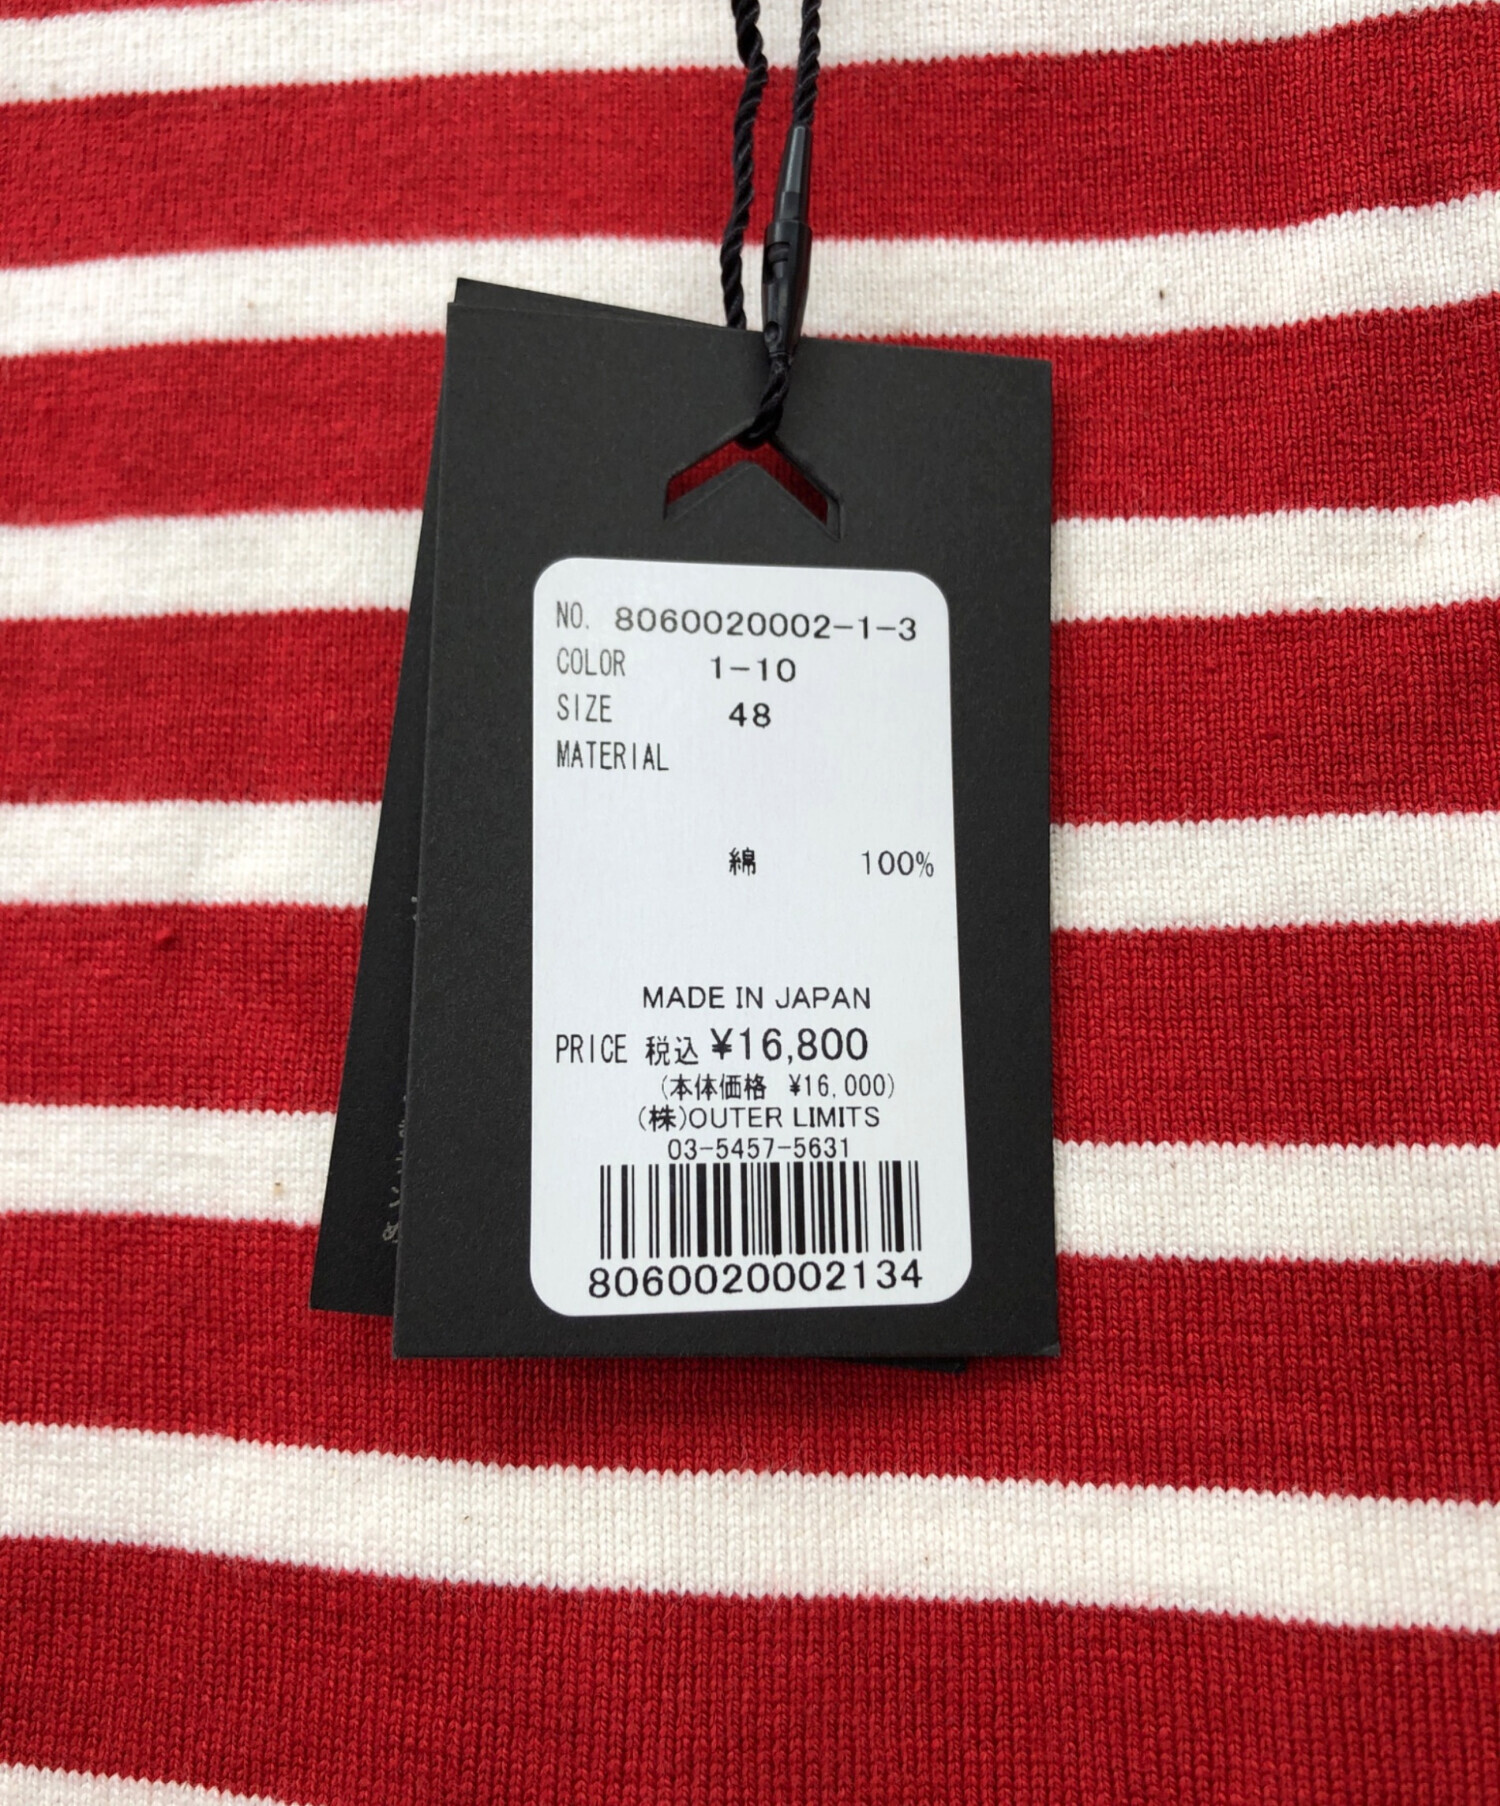 NO. 8060020002-1-3
COLOR 1-10
SIZE 48
MATERIAL
綿 100%
MADE IN JAPAN
PRICE 税込 ¥16,800
(本体価格 ¥16,000)
(株)OUTER LIMITS
03-5457-5631
8060020002134